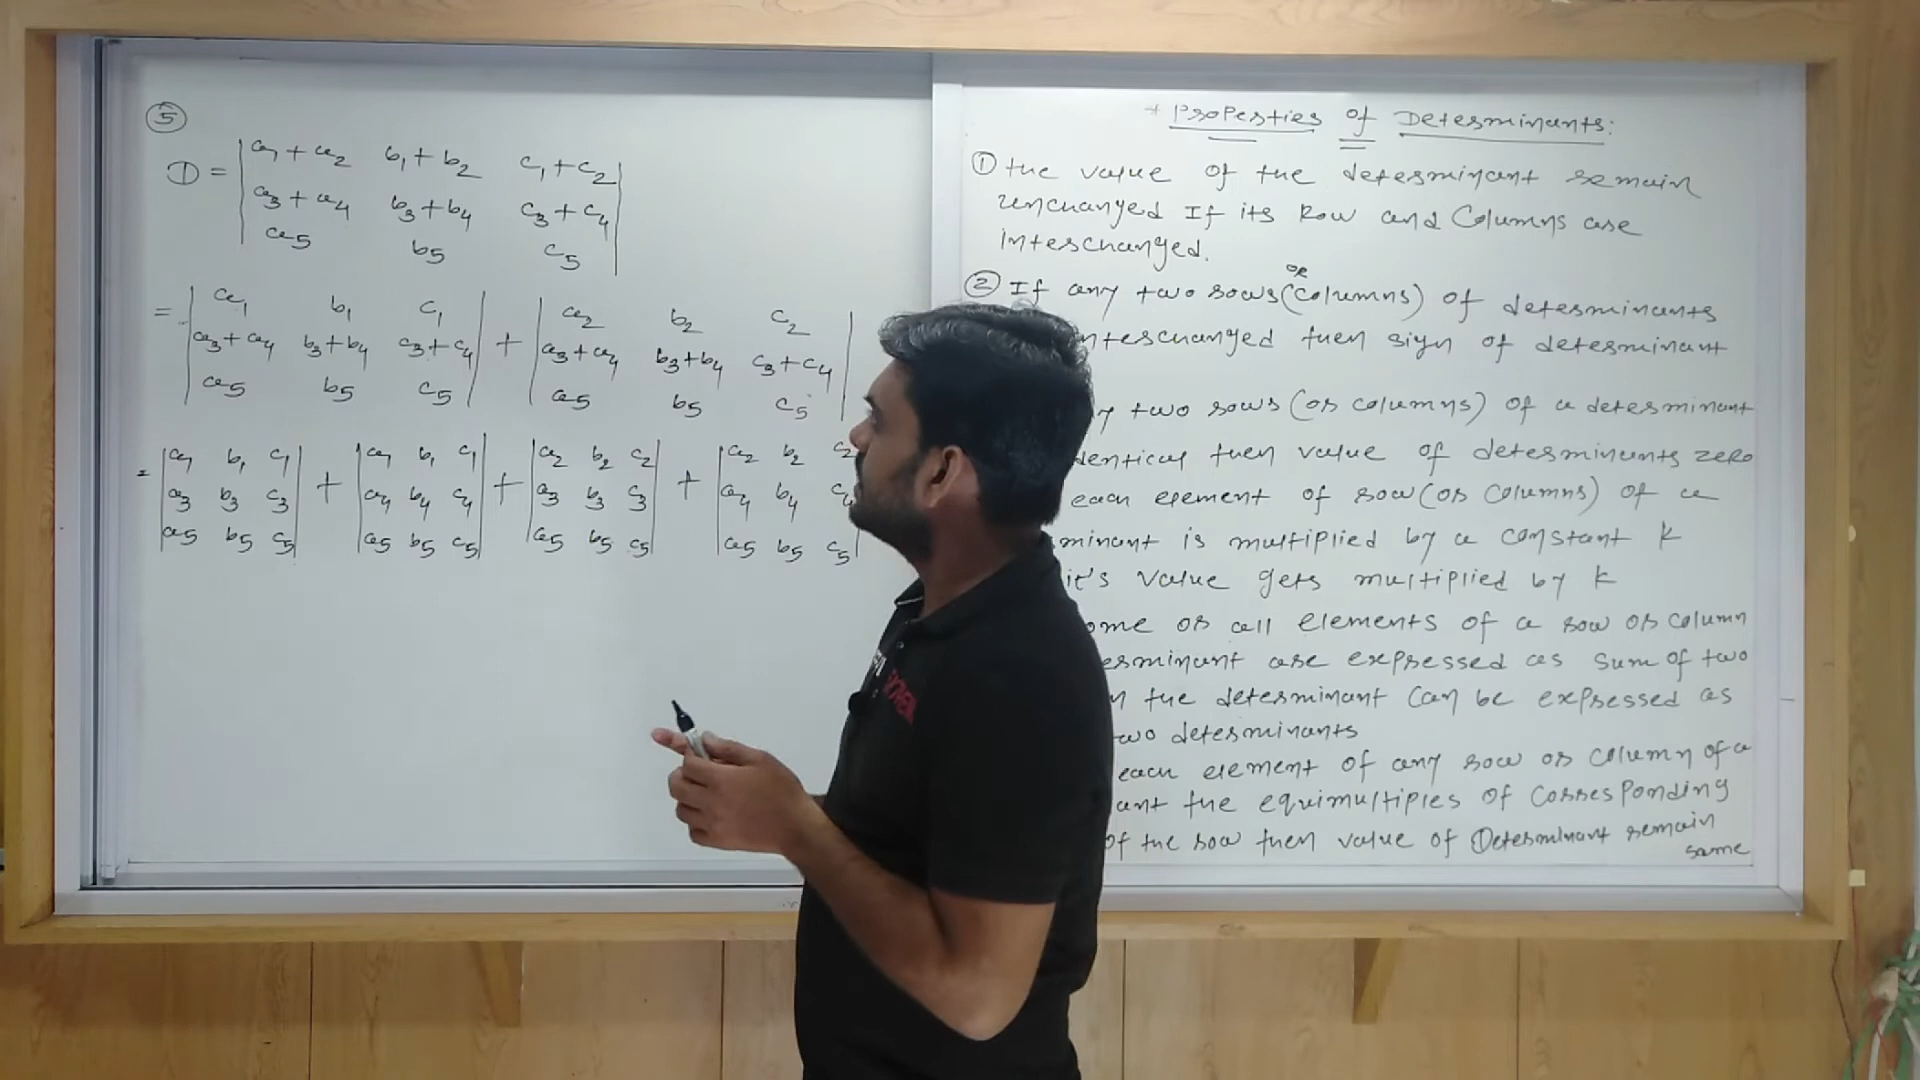 ⑤
D = | a₁+a₂ b₁+b₂ c₁+c₂ |
| a₃+a₄ b₃+b₄ c₃+c₄ |
| a₅ b₅ c₅ |
= | a₁ b₁ c₁ | + | a₂ b₂ c₂ |
| a₃+a₄ b₃+b₄ c₃+c₄ | | a₃+a₄ b₃+b₄ c₃+c₄ |
| a₅ b₅ c₅ | | a₅ b₅ c₅ |
= | a₁ b₁ c₁ | + | a₁ b₁ c₁ | + | a₂ b₂ c₂ | + | a₂ b₂ c₂
| a₃ b₃ c₃ | | a₄ b₄ c₄ | | a₃ b₃ c₃ | | a₄ b₄ c₄
| a₅ b₅ c₅ | | a₅ b₅ c₅ | | a₅ b₅ c₅ | | a₅ b₅ c₅ |
* Properties of Determinants:
① the value of the determinant remain
unchanged If its Row and Columns are
interchanged.
② If any two rows (or columns) of determinants
interchanged then sign of determinant
two rows (or columns) of a determinant
identical then value of determinants zero
each element of row (or columns) of a
is multiplied by a constant k
it's value gets multiplied by k
or all elements of a row or column
are expressed as sum of two
the determinant can be expressed as
two determinants
each element of any row or column of a
the equimultiples of corresponding
of the row then value of Determinant remain
same